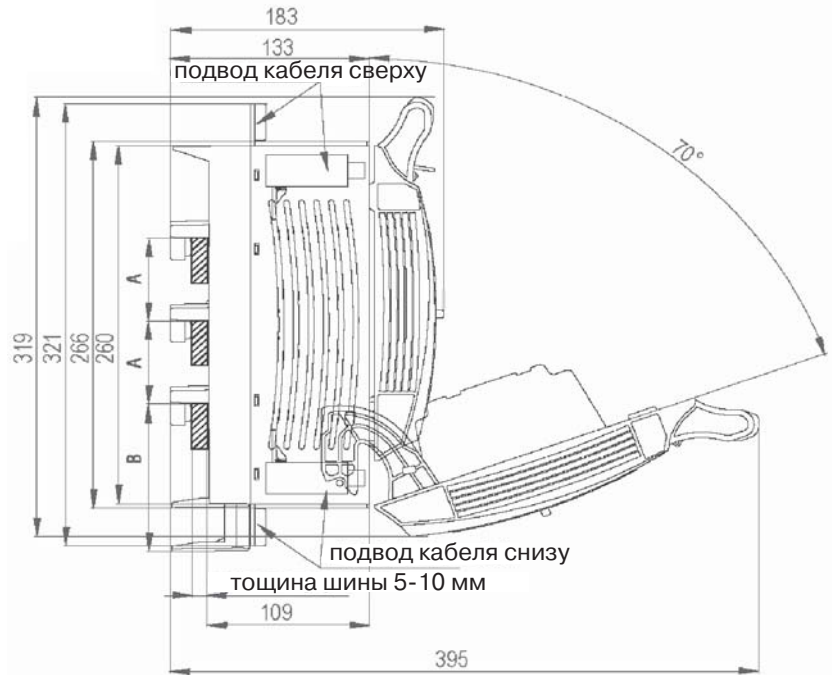 183
133
подвод кабеля сверху
70°
319
321
266
260
A
A
B
подвод кабеля снизу
тощина шины 5-10 мм
109
395